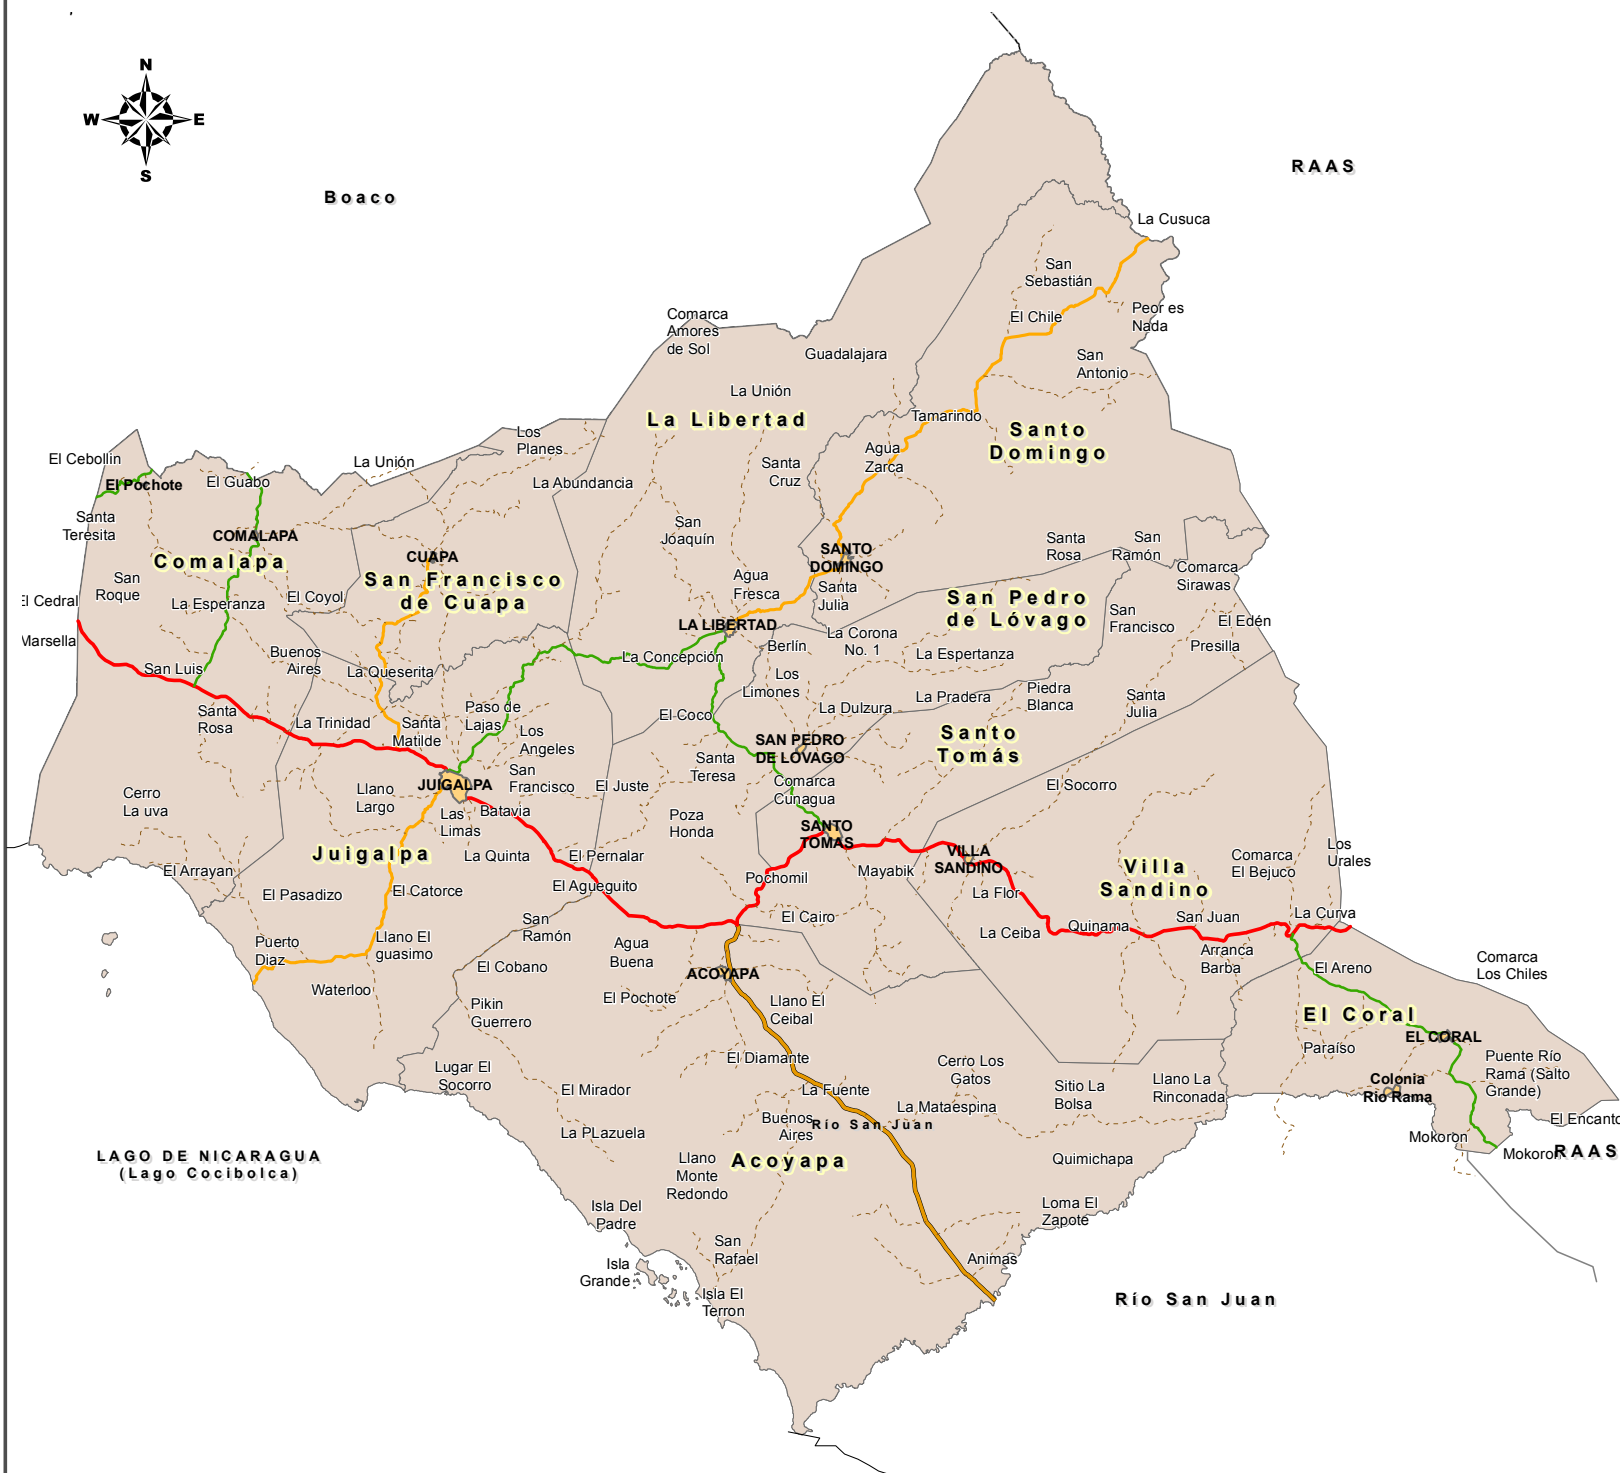 N
W
E
S
Boaco
RAAS
La Cusuca
San
Sebastián
El Chile
Peor es
Nada
San
Antonio
Comarca
Amores
de Sol
Guadalajara
La Unión
La Libertad
Tamarindo
Santo
Domingo
Agua
Zarca
Los
Planes
La Unión
La Abundancia
Santa
Cruz
El Cebollin
El Pochote
El Guabo
Santa
Teresita
COMALAPA
Comalapa
San
Roque
La Esperanza
El Coyol
CUAPA
San Francisco
de Cuapa
San
Joaquín
SANTO
DOMINGO
Agua
Fresca
Santa
Julia
Santa
Rosa
San
Ramón
Comarca
Sirawas
San Pedro
de Lóvago
San
Francisco
El Edén
Presilla
El Cedral
Marsella
San Luis
Buenos
Aires
La Queserita
LA LIBERTAD
La Concepción
Berlín
La Corona
No. 1
La Espertanza
Los
Limones
La Pradera
Piedra
Blanca
Santa
Julia
Santa
Rosa
La Trinidad
Santa
Matilde
Paso de
Lajas
Los
Angeles
El Coco
La Dulzura
SAN PEDRO
DE LOVAGO
Santo
Tomás
Santa
Teresa
Comarca
Cunagua
El Socorro
Cerro
La uva
Llano
Largo
JUIGALPA
San
Francisco
El Juste
Las
Limas
Batavia
Poza
Honda
SANTO
TOMAS
Juigalpa
La Quinta
El Pernalar
Mayabik
VILLA
SANDINO
Villa
Sandino
Comarca
El Bejuco
Los
Urales
El Arrayan
El Pasadizo
El Catorce
El Agueguito
Pochomil
La Flor
El Cairo
La Ceiba
Quinama
San Juan
La Curva
Arranca
Barba
Puerto
Diaz
Llano El
guasimo
San
Ramón
Agua
Buena
El Cobano
ACOYAPA
El Areno
Comarca
Los Chiles
Waterloo
Pikin
Guerrero
El Pochote
Llano El
Ceibal
El Coral
EL CORAL
Paraíso
El Diamante
Lugar El
Socorro
El Mirador
La Fuente
Cerro Los
Gatos
Sitio La
Bolsa
Llano La
Rinconada
Colonia
Rio Rama
Puente Río
Rama (Salto
Grande)
El Encanto
La Mataespina
Buenos
Aires
Río San Juan
La PLazuela
Mokoron
Mokoron
RAAS
LAGO DE NICARAGUA
(Lago Cocibolca)
Acoyapa
Llano
Monte
Redondo
Quimichapa
Isla Del
Padre
Loma El
Zapote
San
Rafael
Animas
Isla
Grande
Isla El
Terron
Río San Juan